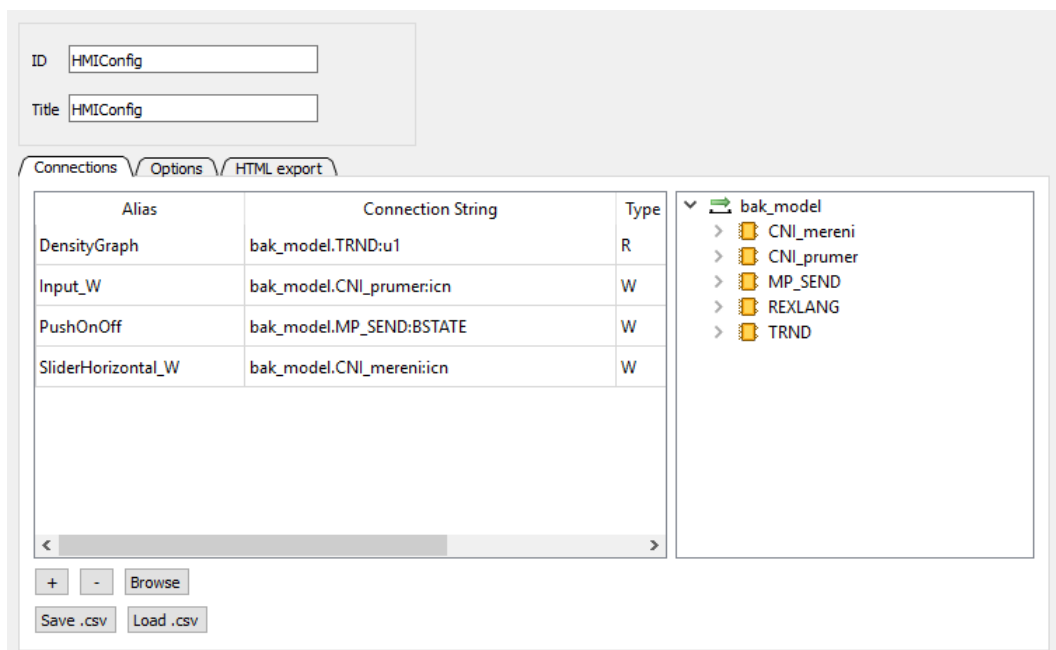 ID HMIConfig
Title HMIConfig
Connections Options HTML export
Alias Connection String Type
DensityGraph bak_model.TRND:u1 R
Input_W bak_model.CNI_prumer:icn W
PushOnOff bak_model.MP_SEND:BSTATE W
SliderHorizontal_W bak_model.CNI_mereni:icn W
bak_model
CNI_mereni
CNI_prumer
MP_SEND
REXLANG
TRND
+ - Browse
Save .csv Load .csv